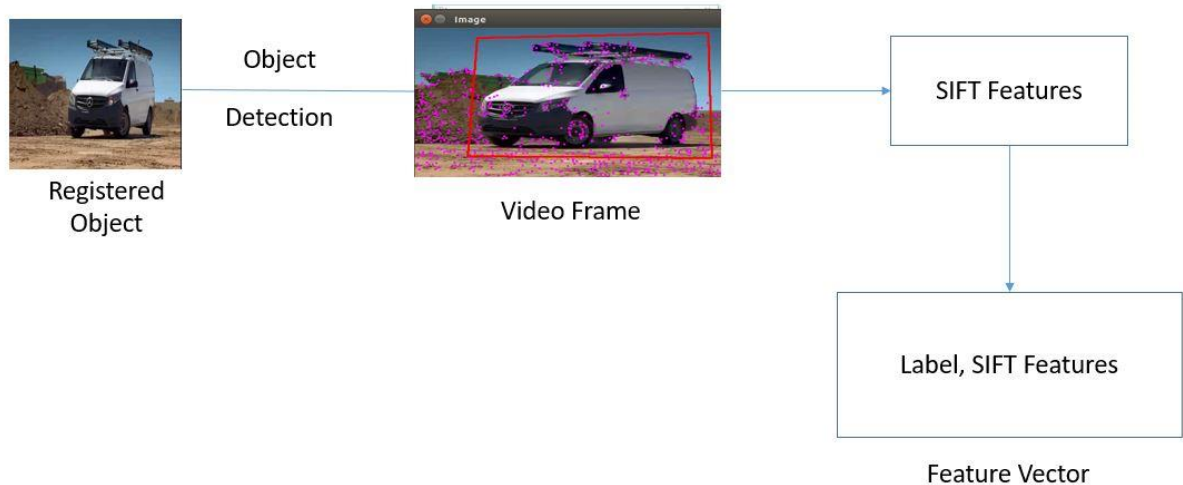 Object
Detection
Image
SIFT Features
Registered
Object
Video Frame
Label, SIFT Features
Feature Vector